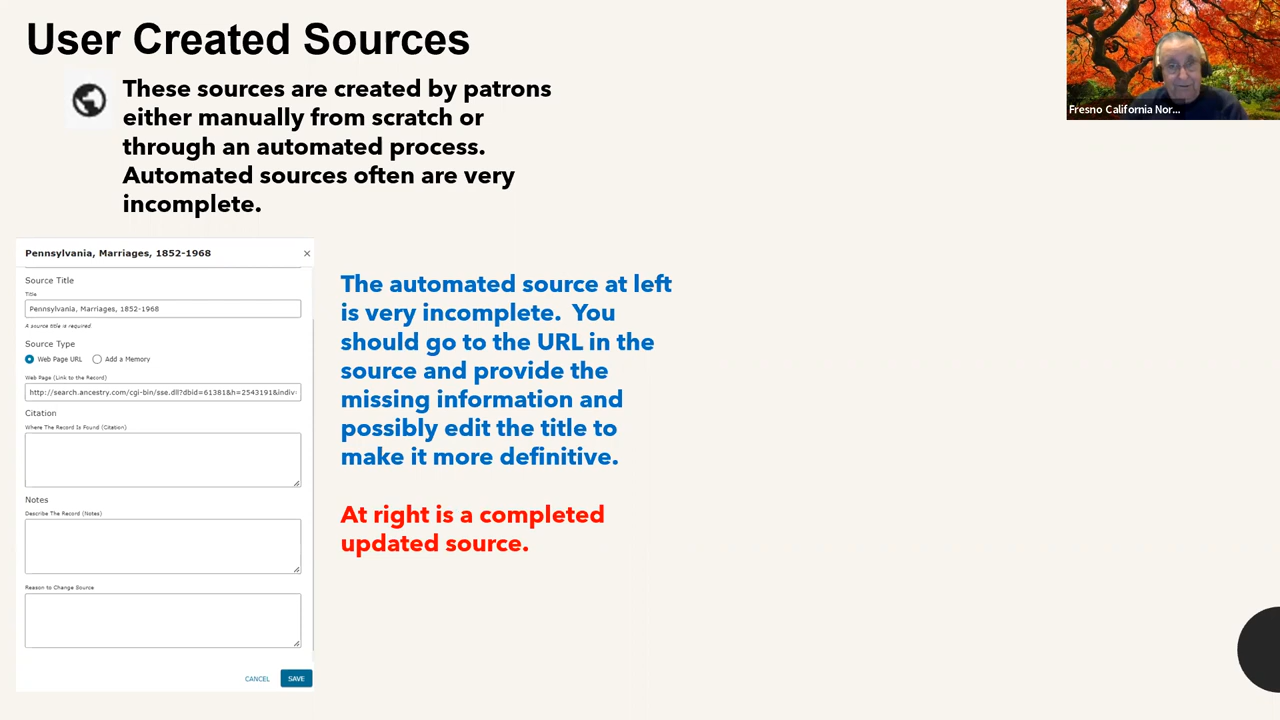 User Created Sources
These sources are created by patrons
either manually from scratch or
through an automated process.
Automated sources often are very
incomplete.
Fresno California Nor...
Pennsylvania, Marriages, 1852-1968
Source Title
Title
Pennsylvania, Marriages, 1852-1968
A source title is required
Source Type
Web Page URL
Add a Memory
Web Page (Link to the Record)
http://search.ancestry.com/cgi-bin/sse.dll?dbid=61381&h=2543191&indiv
Citation
Where The Record Is Found (Citation)
Notes
Describe The Record (Notes)
Reason to Change Source
CANCEL
SAVE
The automated source at left
is very incomplete. You
should go to the URL in the
source and provide the
missing information and
possibly edit the title to
make it more definitive.
At right is a completed
updated source.